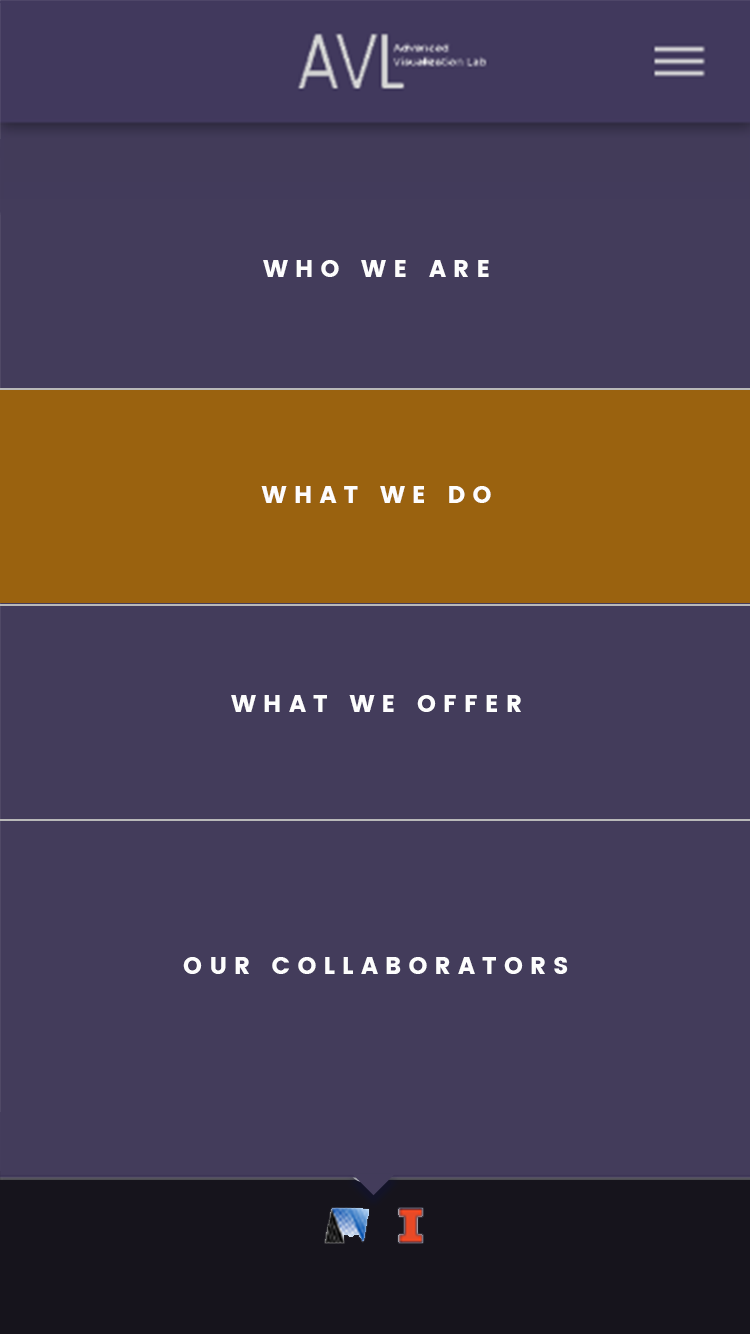 AVL
Advanced
Visualization Lab
WHO WE ARE
WHAT WE DO
WHAT WE OFFER
OUR COLLABORATORS
I